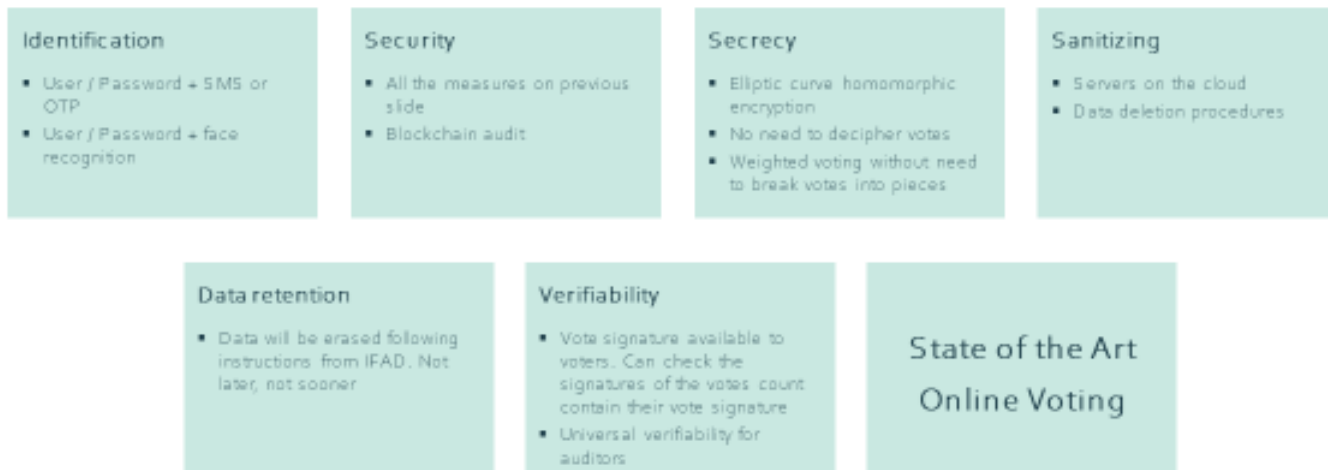 Identification
▪ User / Password + SMS or
OTP
▪ User / Password + face
recognition
Security
▪ All the measures on previous
slide
▪ Blockchain audit
Secrecy
▪ Elliptic curve homomorphic
encryption
▪ No need to decipher votes
▪ Weighted voting without need
to break votes into pieces
Sanitizing
▪ Servers on the cloud
▪ Data deletion procedures
Data retention
▪ Data will be erased following
instructions from IFAD. Not
later, not sooner
Verifiability
▪ Vote signature available to
voters. Can check the
signatures of the votes count
contain their vote signature
▪ Universal verifiability for
auditors
State of the Art
Online Voting